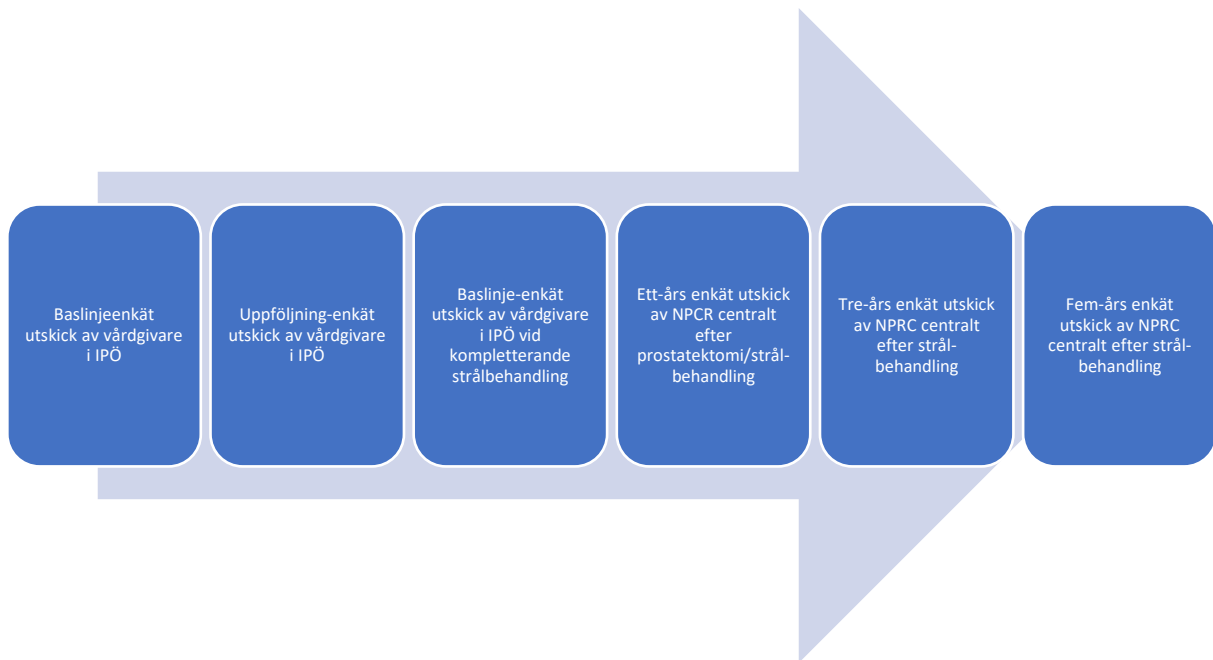 Baslinjeenkät
utskick av vårdgivare
i IPÖ
Uppföljning-enkät
utskick av vårdgivare
i IPÖ
Baslinje-enkät
utskick av vårdgivare
i IPÖ vid
kompletterande
strålbehandling
Ett-års enkät utskick
av NPCR centralt
efter
prostatektomi/strål-
behandling
Tre-års enkät utskick
av NPRC centralt
efter strål-
behandling
Fem-års enkät
utskick av NPRC
centralt efter strål-
behandling